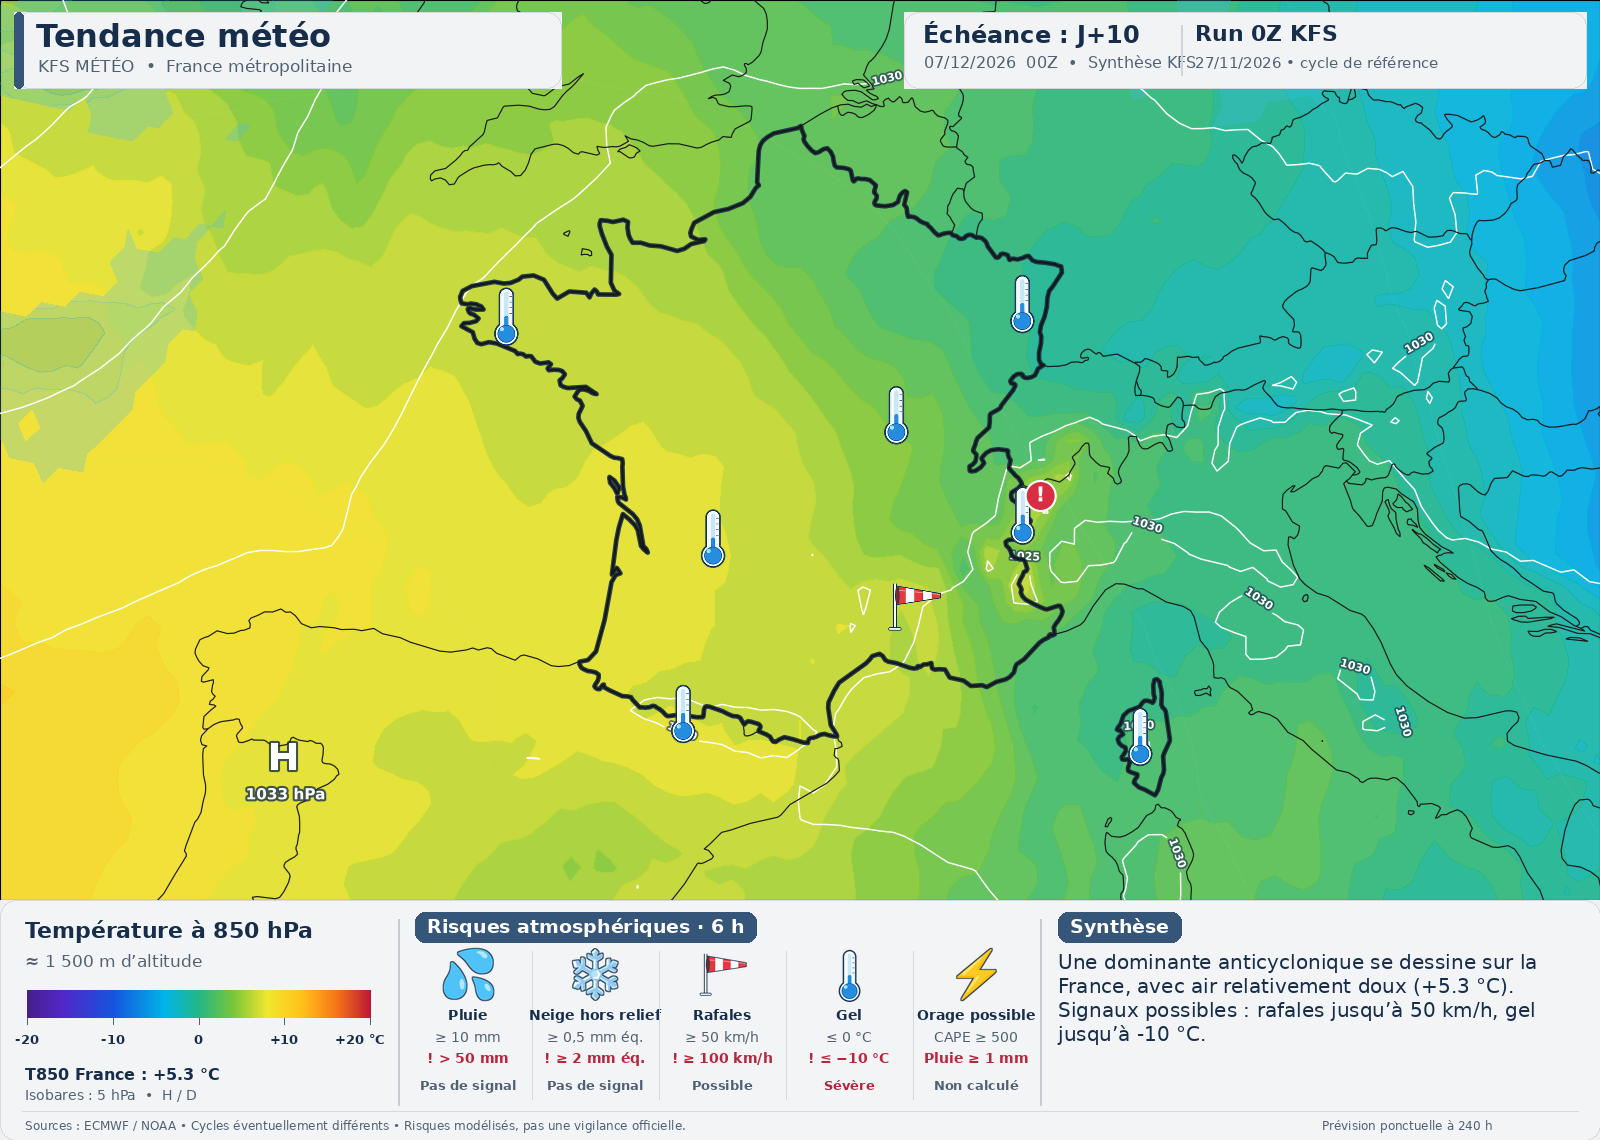 Tendance météo
KFS MÉTÉO • France métropolitaine
Échéance : J+10
07/12/2026 00Z • Synthèse KFS
Run 0Z KFS
27/11/2026 • cycle de référence
1030
1030
1030
1025
1030
1030
1030
1030
H
1033 hPa
Température à 850 hPa
≈ 1 500 m d’altitude
-20 -10 0 +10 +20 °C
T850 France : +5.3 °C
Isobares : 5 hPa • H / D
Risques atmosphériques · 6 h
Pluie
≥ 10 mm
! > 50 mm
Pas de signal
Neige hors relief
≥ 0,5 mm éq.
! ≥ 2 mm éq.
Pas de signal
Rafales
≥ 50 km/h
! ≥ 100 km/h
Possible
Gel
≤ 0 °C
! ≤ −10 °C
Sévère
Orage possible
CAPE ≥ 500
Pluie ≥ 1 mm
Non calculé
Synthèse
Une dominante anticyclonique se dessine sur la
France, avec air relativement doux (+5.3 °C).
Signaux possibles : rafales jusqu’à 50 km/h, gel
jusqu’à -10 °C.
Sources : ECMWF / NOAA • Cycles éventuellement différents • Risques modélisés, pas une vigilance officielle.
Prévision ponctuelle à 240 h